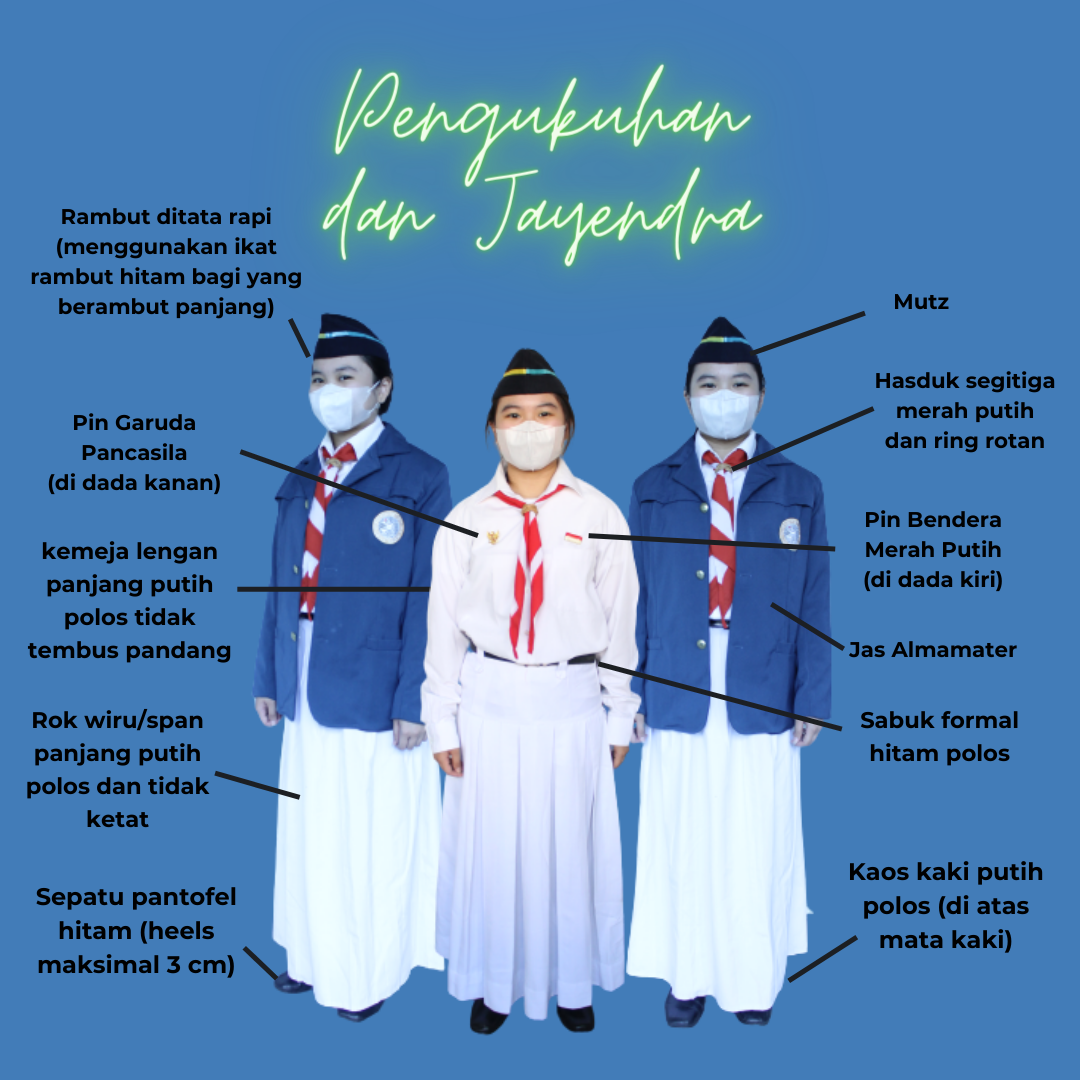 Pengukuhan
dan Jayendra
Rambut ditata rapi
(menggunakan ikat
rambut hitam bagi yang
berambut panjang)
Pin Garuda
Pancasila
(di dada kanan)
kemeja lengan
panjang putih
polos tidak
tembus pandang
Rok wiru/span
panjang putih
polos dan tidak
ketat
Sepatu pantofel
hitam (heels
maksimal 3 cm)
Mutz
Hasduk segitiga
merah putih
dan ring rotan
Pin Bendera
Merah Putih
(di dada kiri)
Jas Almamater
Sabuk formal
hitam polos
Kaos kaki putih
polos (di atas
mata kaki)